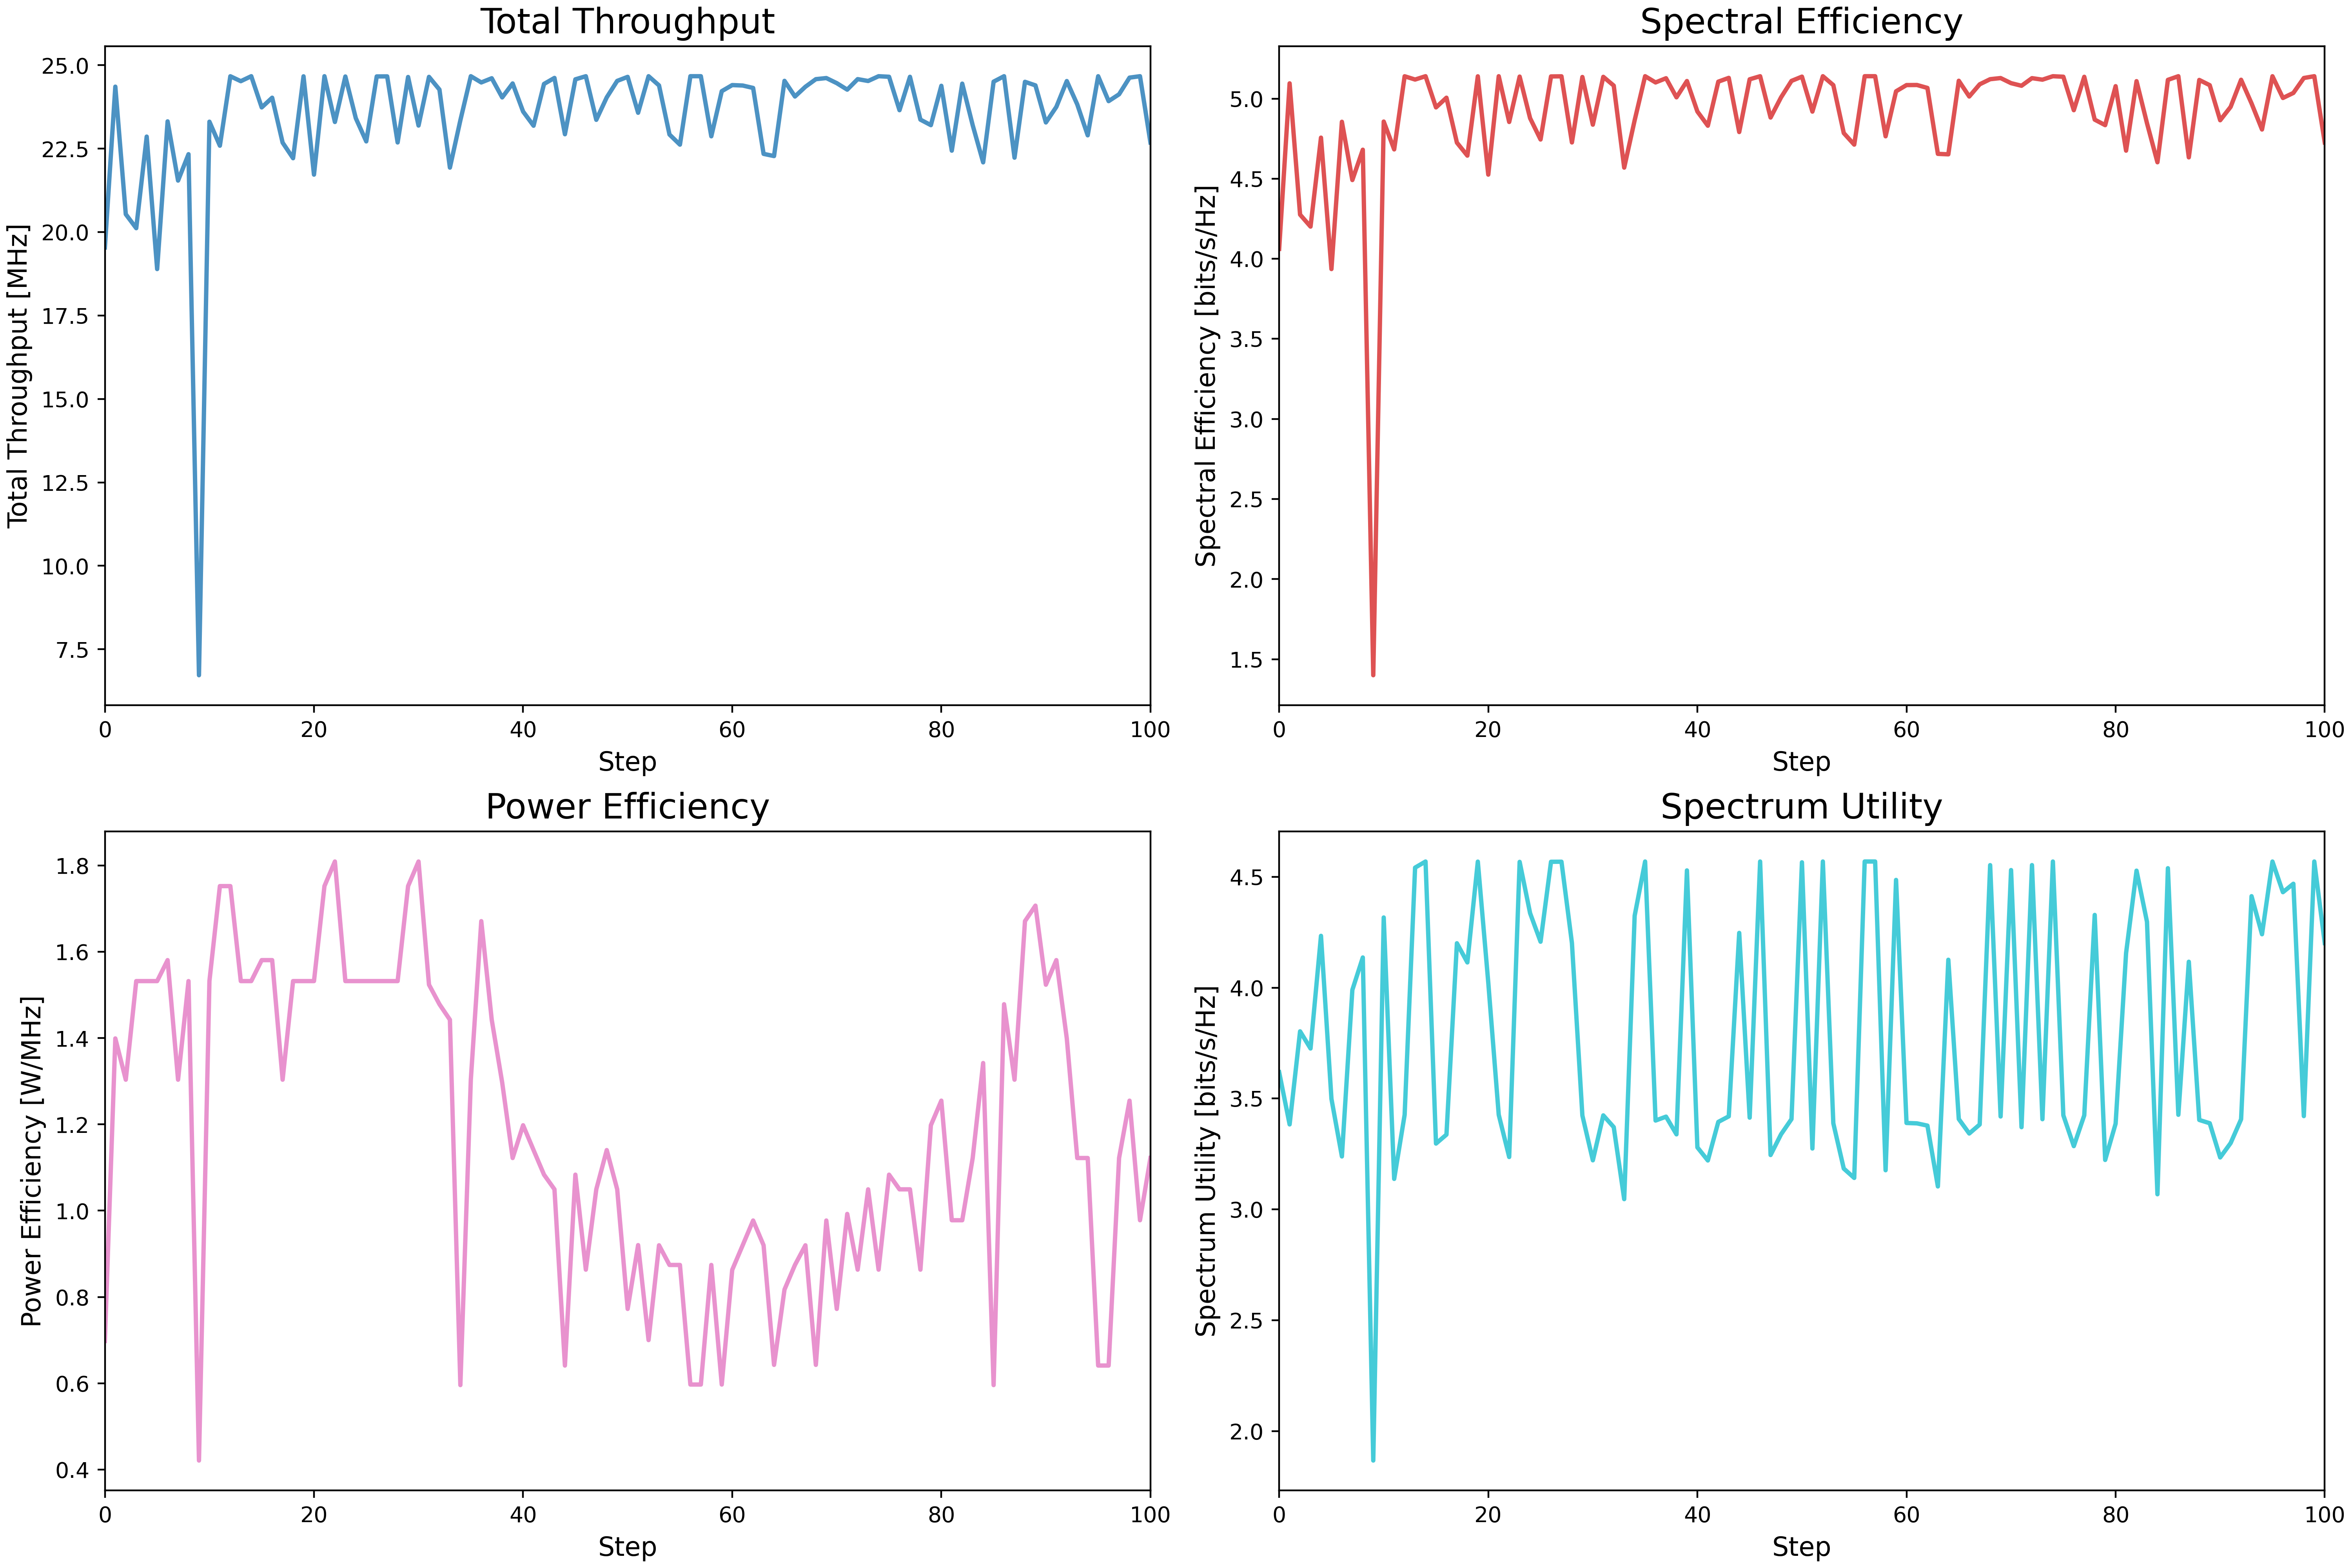 Total Throughput
Total Throughput [MHz]
25.0
22.5
20.0
17.5
15.0
12.5
10.0
7.5
0 20 40 60 80 100
Step
Spectral Efficiency
Spectral Efficiency [bits/s/Hz]
5.0
4.5
4.0
3.5
3.0
2.5
2.0
1.5
0 20 40 60 80 100
Step
Power Efficiency
Power Efficiency [W/MHz]
1.8
1.6
1.4
1.2
1.0
0.8
0.6
0.4
0 20 40 60 80 100
Step
Spectrum Utility
Spectrum Utility [bits/s/Hz]
4.5
4.0
3.5
3.0
2.5
2.0
0 20 40 60 80 100
Step